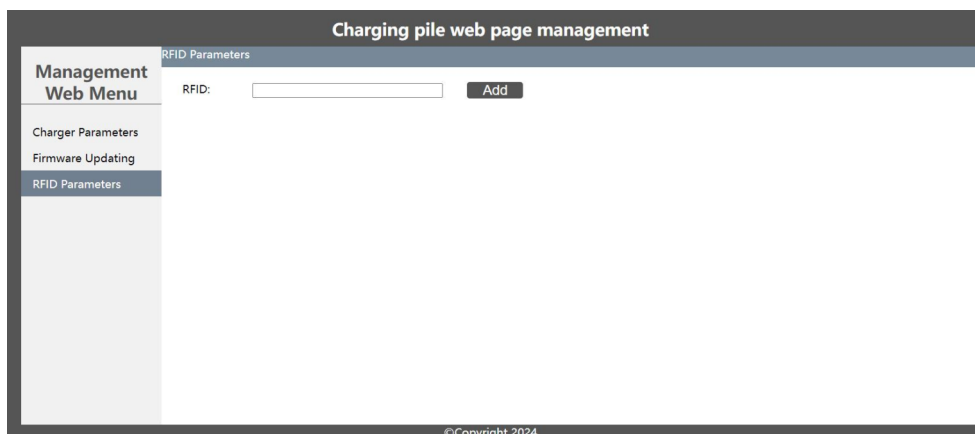 Charging pile web page management
Management
Web Menu
Charger Parameters
Firmware Updating
RFID Parameters
RFID Parameters
RFID:
Add
©Copyright 2024